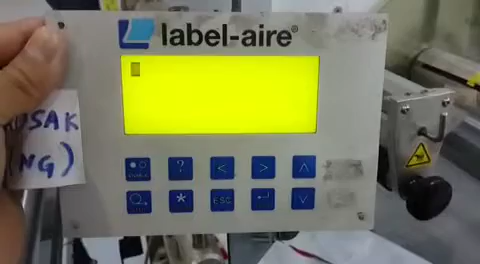 label-aire®
?
<
>
*
ESC
USAK
(NG)